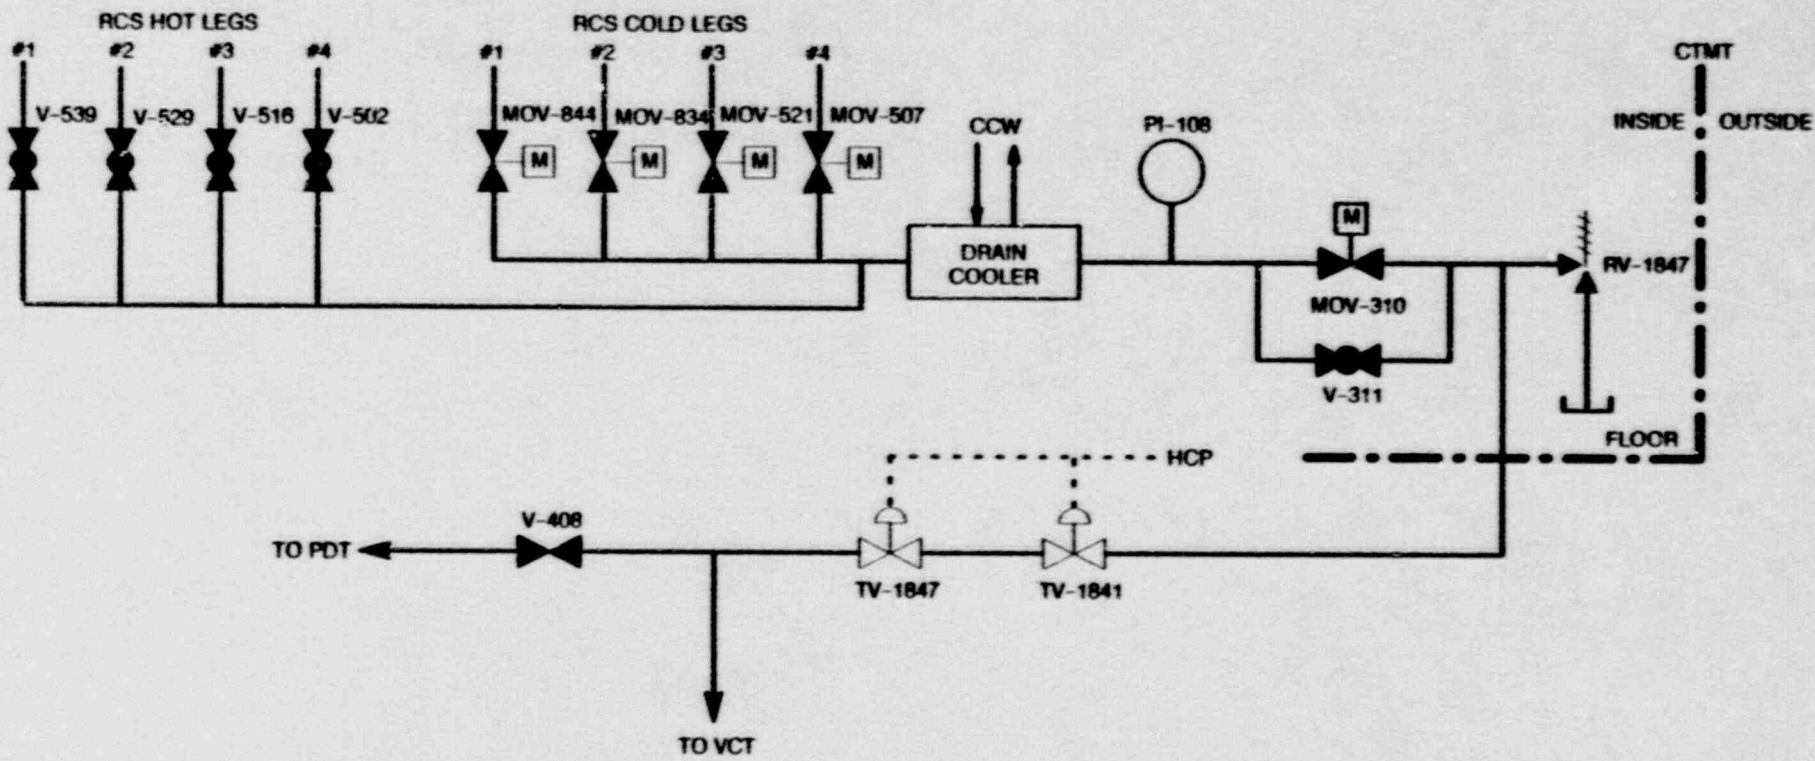 RCS HOT LEGS
#1 #2 #3 #4
V-539 V-529 V-516 V-502
RCS COLD LEGS
#1 #2 #3 #4
MOV-844 MOV-834 MOV-521 MOV-507
M M M M
CCW
DRAIN
COOLER
PI-108
M
MOV-310
V-311
RV-1847
CTMT
INSIDE OUTSIDE
FLOOR
HCP
V-408
TO PDT
TV-1847 TV-1841
TO VCT